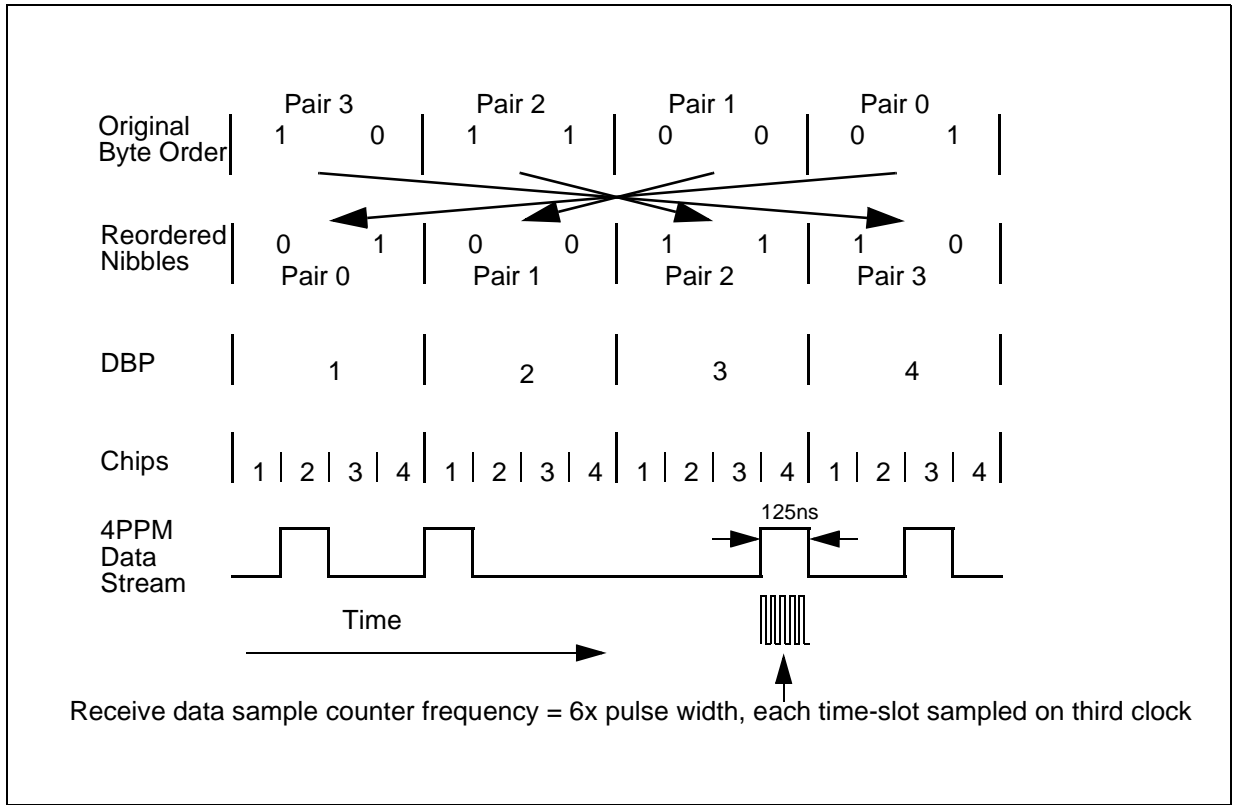 Pair 3 Pair 2 Pair 1 Pair 0
Original
Byte Order
1 0 1 1 0 0 0 1
Reordered
Nibbles
0 1 0 0 1 1 1 0
Pair 0 Pair 1 Pair 2 Pair 3
DBP 1 2 3 4
Chips 1 2 3 4 1 2 3 4 1 2 3 4 1 2 3 4
125ns
4PPM
Data
Stream
Time
Receive data sample counter frequency = 6x pulse width, each time-slot sampled on third clock